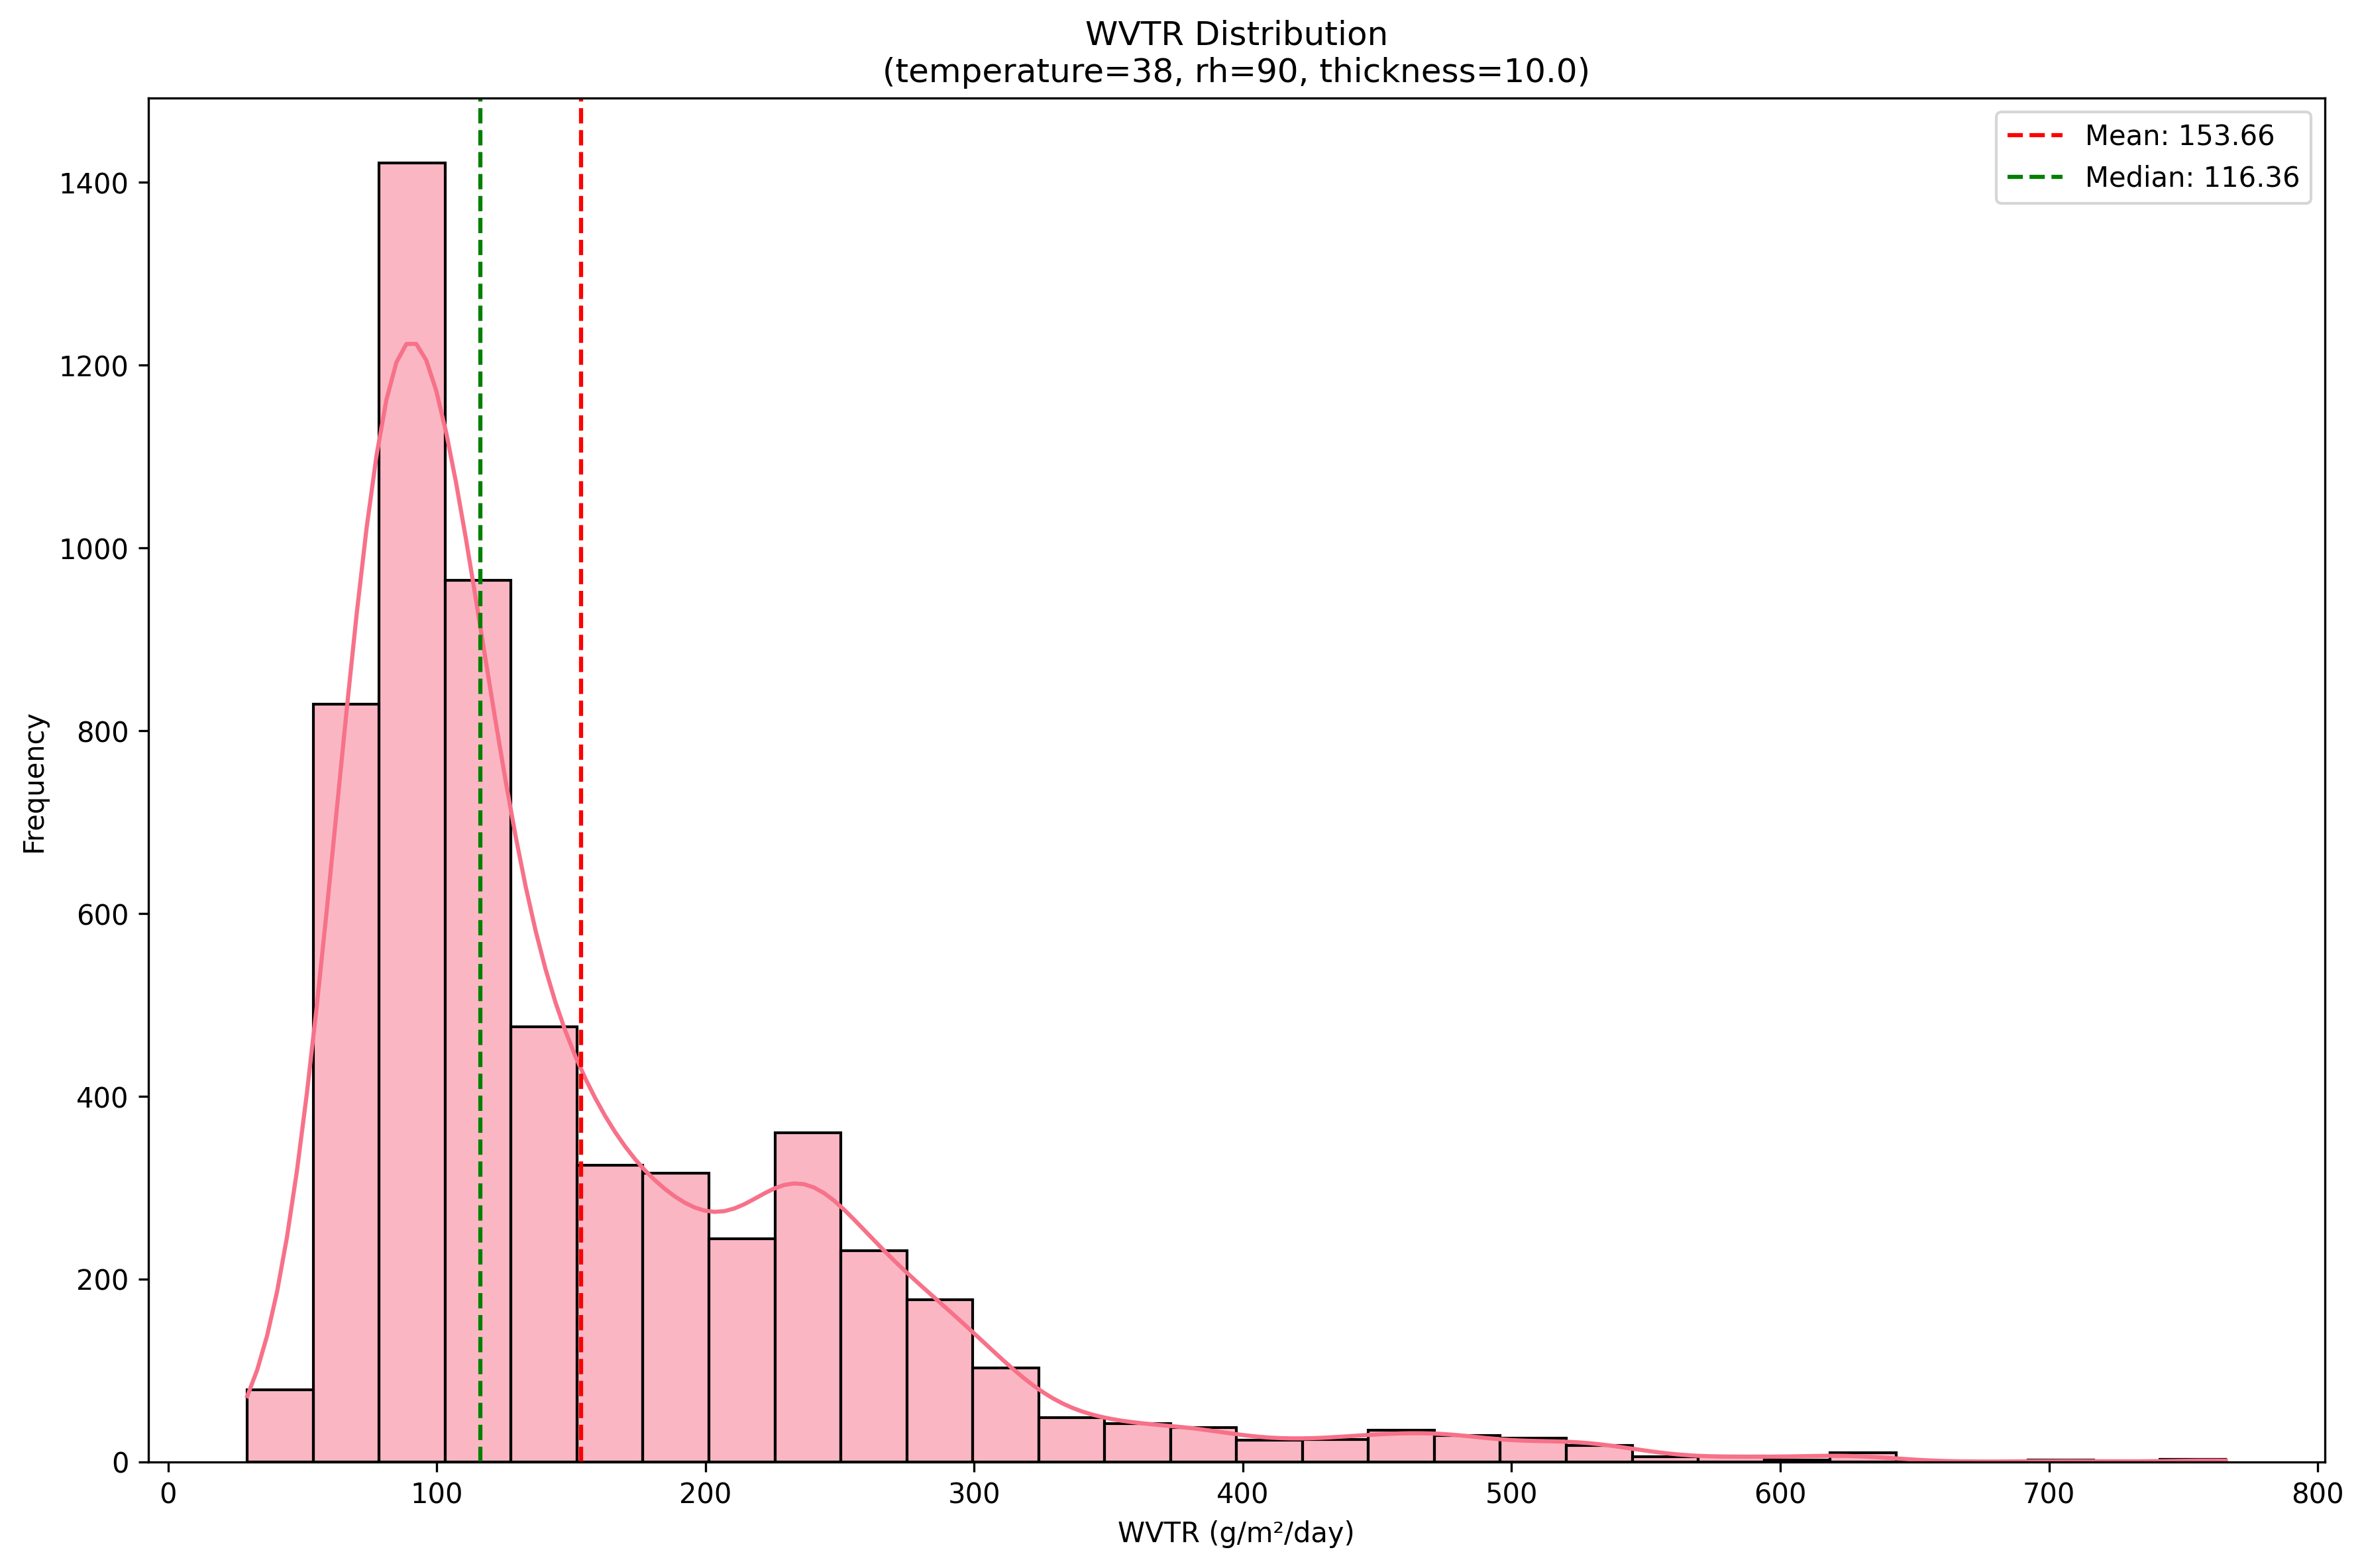 WVTR Distribution
(temperature=38, rh=90, thickness=10.0)
Mean: 153.66
Median: 116.36
1400
1200
1000
800
600
400
200
0
Frequency
0 100 200 300 400 500 600 700 800
WVTR (g/m²/day)